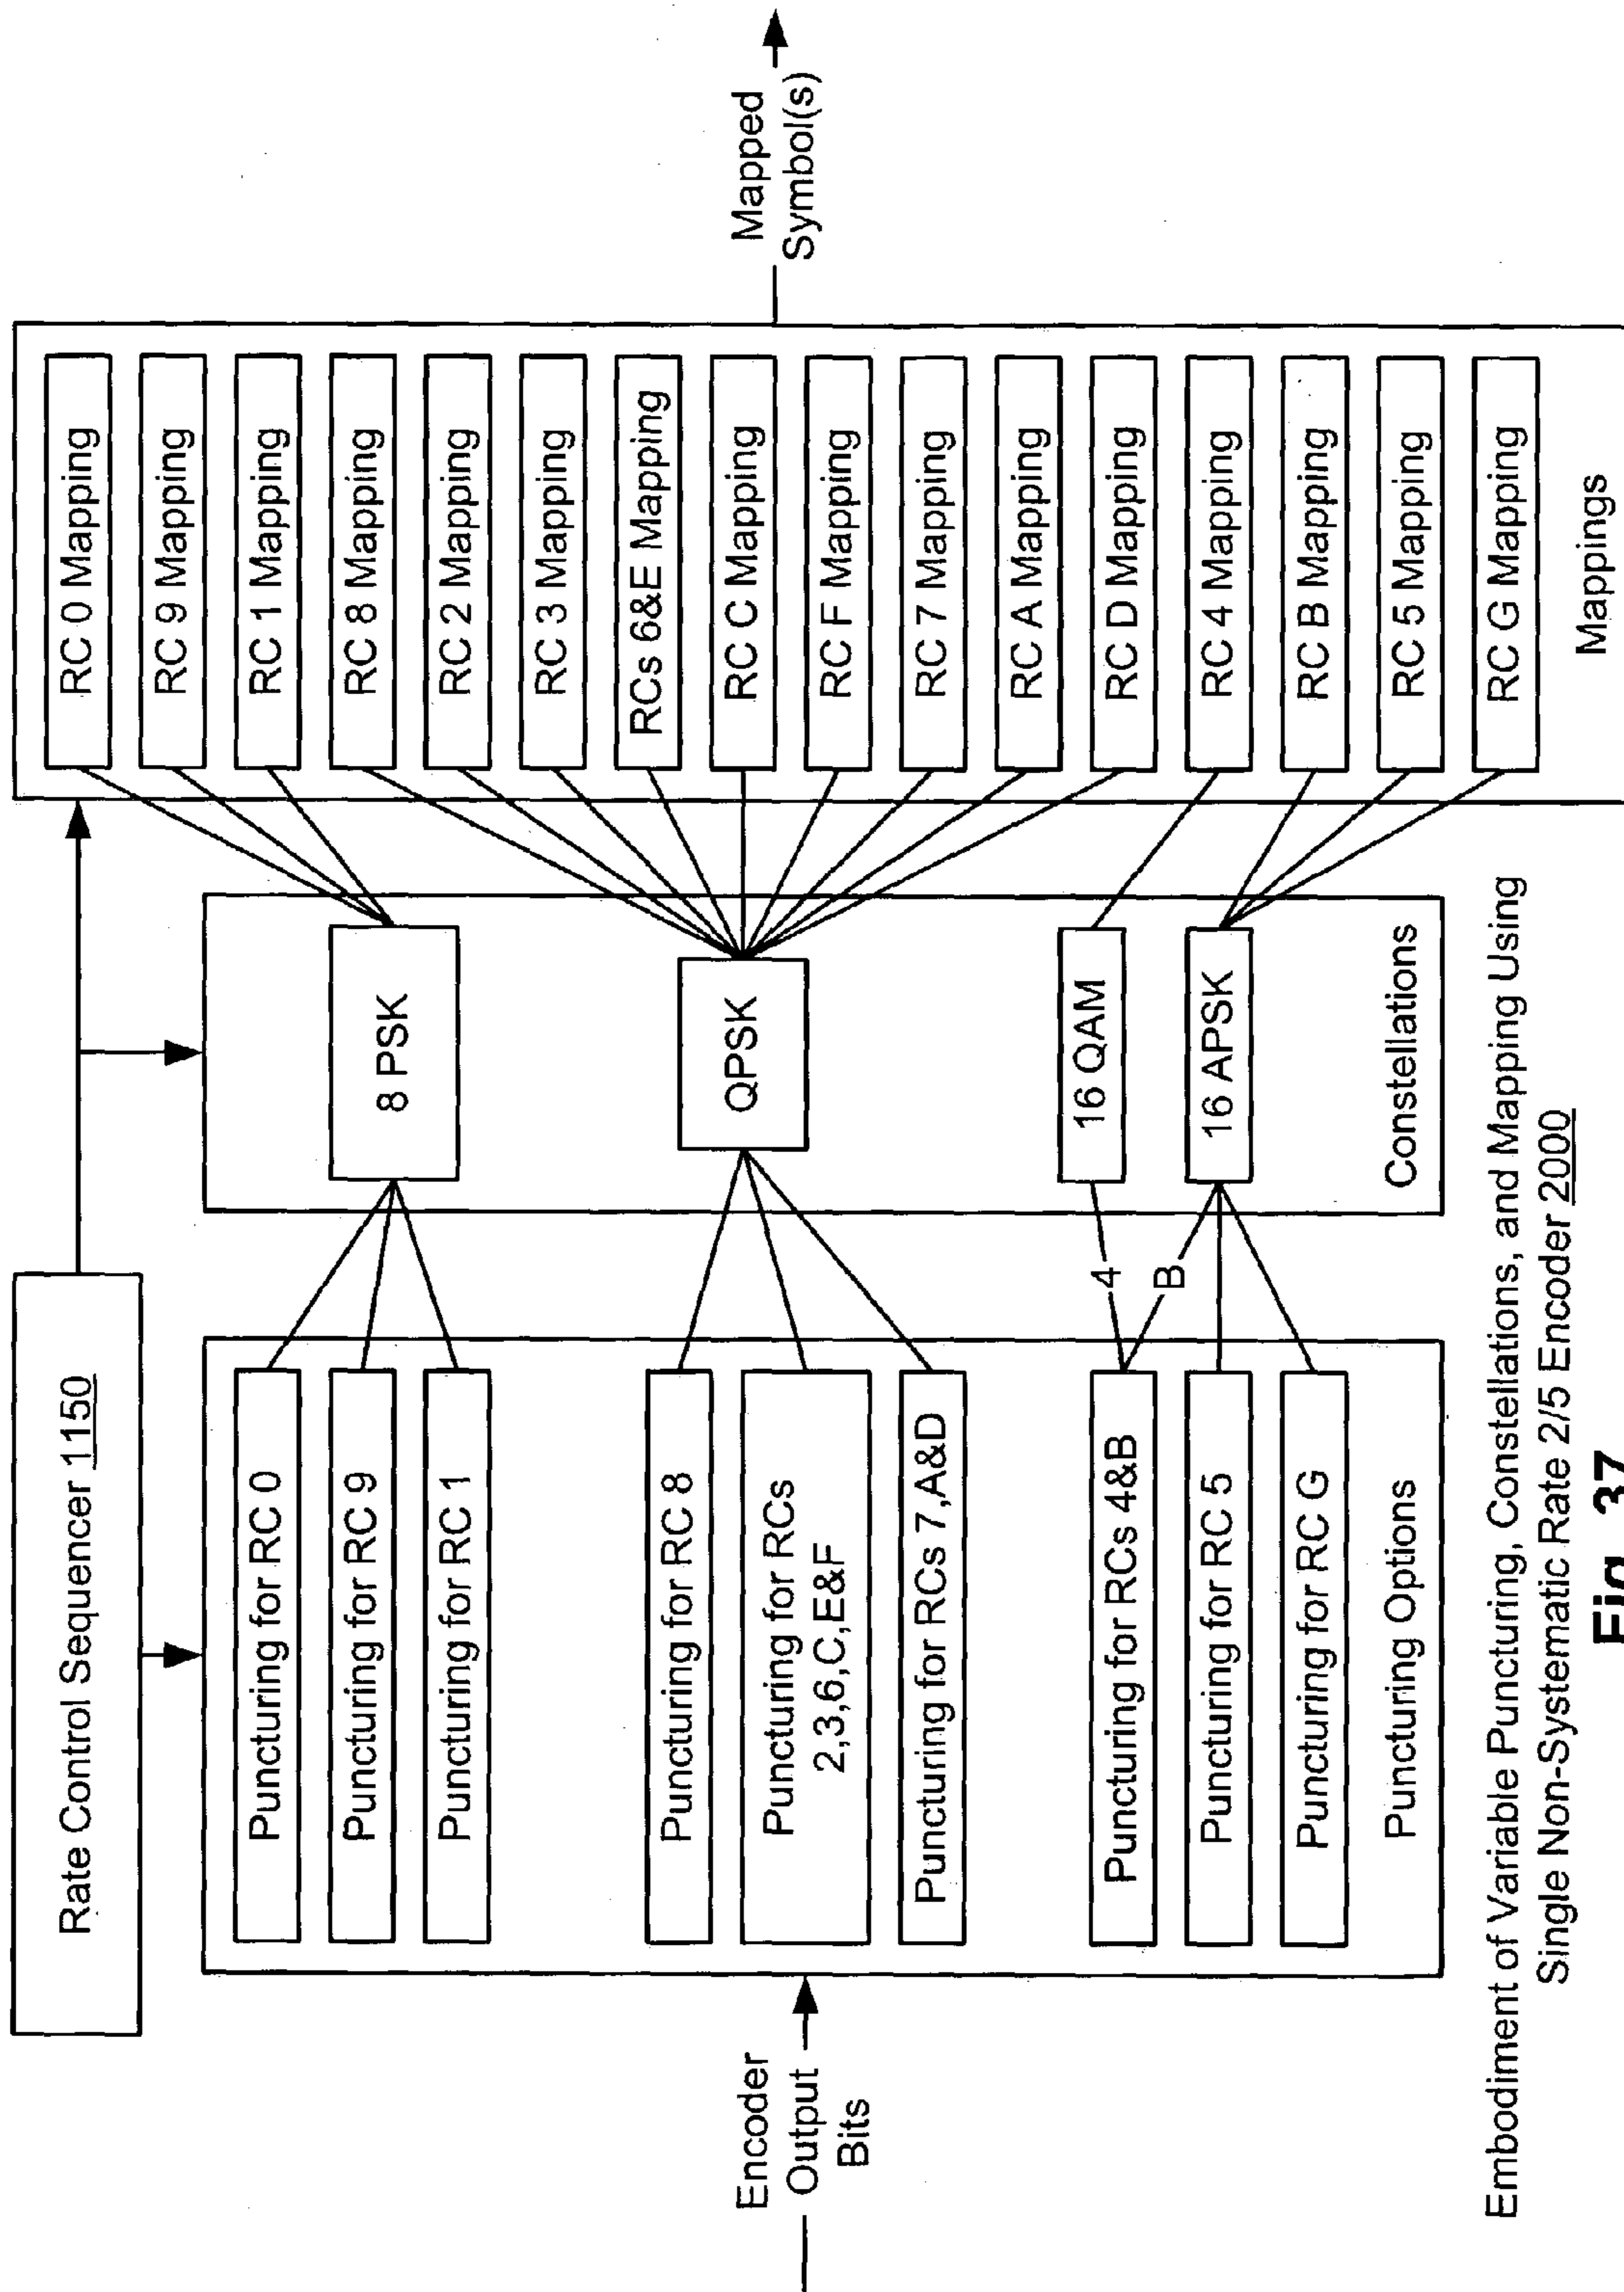 Rate Control Sequencer 1150
Encoder
Output
Bits
Puncturing for RC 0
Puncturing for RC 9
Puncturing for RC 1
Puncturing for RC 8
Puncturing for RCs
2,3,6,C,E&F
Puncturing for RCs 7,A&D
Puncturing for RCs 4&B
Puncturing for RC 5
Puncturing for RC G
Puncturing Options
4
B
8 PSK
QPSK
16 QAM
16 APSK
Constellations
RC 0 Mapping
RC 9 Mapping
RC 1 Mapping
RC 8 Mapping
RC 2 Mapping
RC 3 Mapping
RCs 6&E Mapping
RC C Mapping
RC F Mapping
RC 7 Mapping
RC A Mapping
RC D Mapping
RC 4 Mapping
RC B Mapping
RC 5 Mapping
RC G Mapping
Mappings
Mapped
Symbol(s)
Embodiment of Variable Puncturing, Constellations, and Mapping Using
Single Non-Systematic Rate 2/5 Encoder 2000
Fig. 37